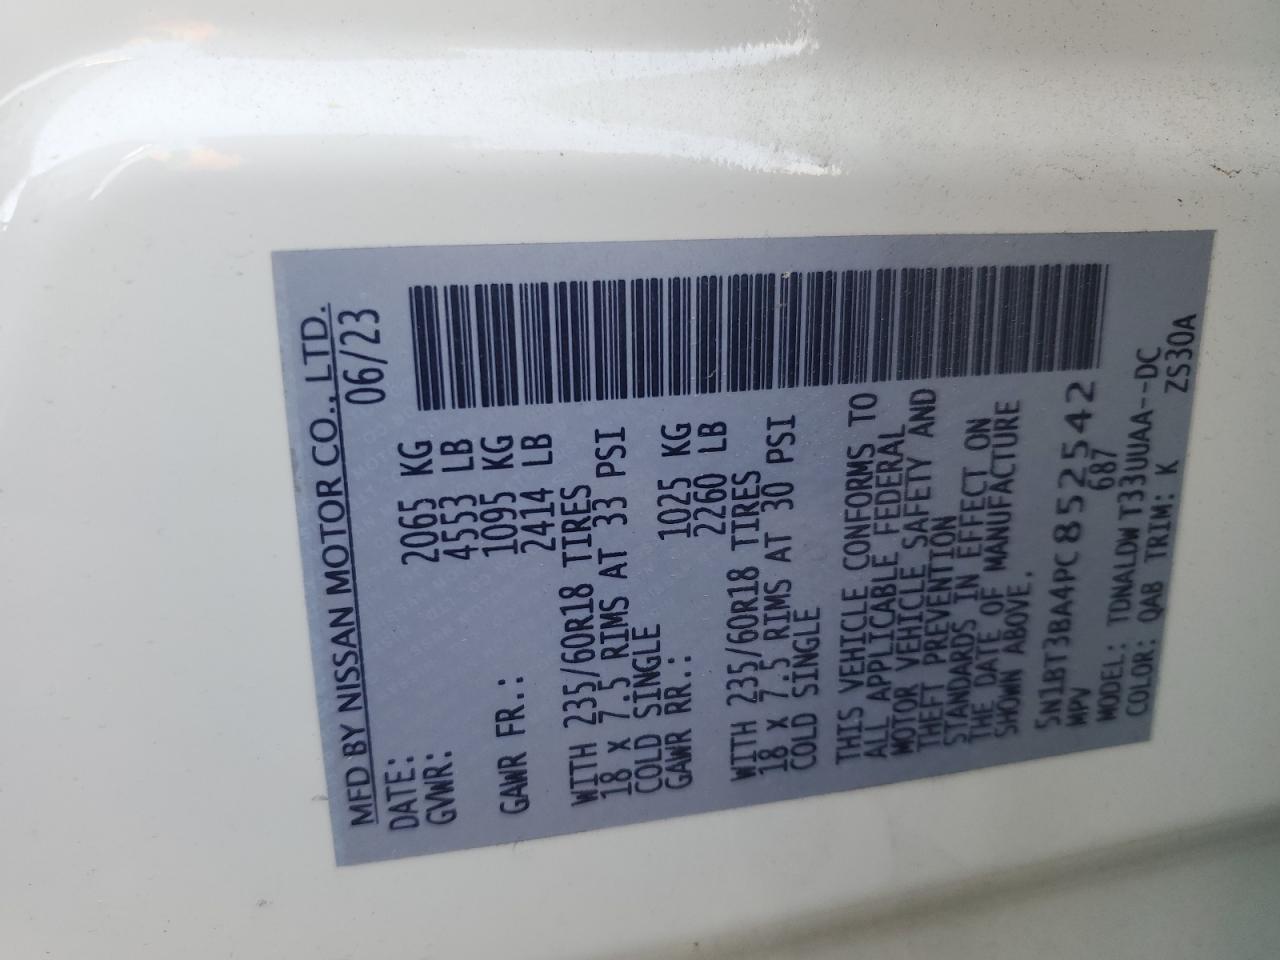 MFD BY NISSAN MOTOR CO., LTD.
DATE: 06/23
GVWR: 2065 KG
4553 LB
GAWR FR.: 1095 KG
2414 LB
WITH 235/60R18 TIRES
18 X 7.5 RIMS AT 33 PSI
COLD SINGLE
GAWR RR.: 1025 KG
2260 LB
WITH 235/60R18 TIRES
18 X 7.5 RIMS AT 30 PSI
COLD SINGLE
THIS VEHICLE CONFORMS TO
ALL APPLICABLE FEDERAL
MOTOR VEHICLE SAFETY AND
THEFT PREVENTION
STANDARDS IN EFFECT ON
THE DATE OF MANUFACTURE
SHOWN ABOVE.
5N1BT3BA4PC852542
MPV 687
MODEL: TDNALDW T33UUAA--DC
COLOR: QAB TRIM: K ZS30A